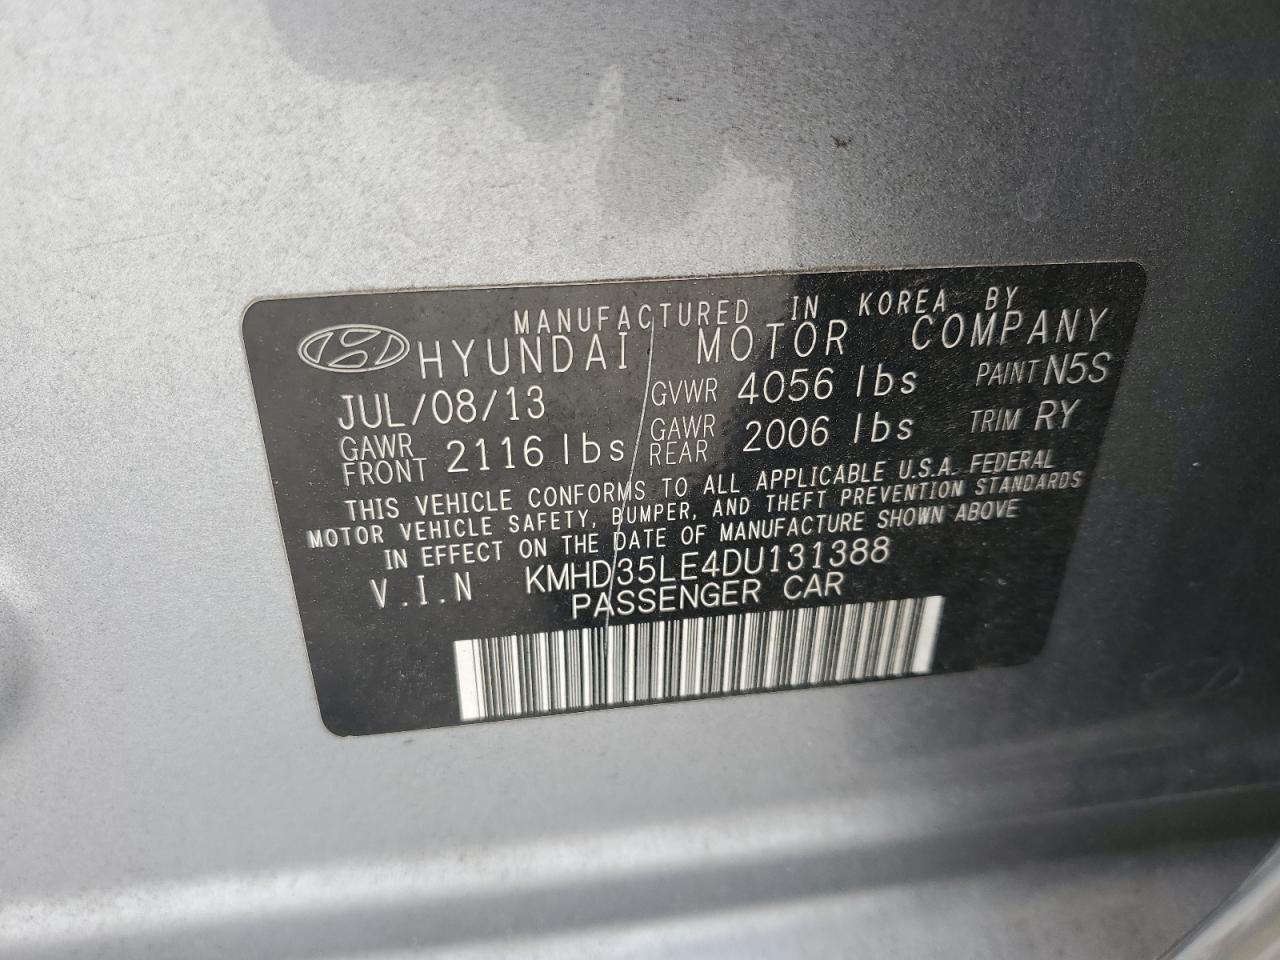 MANUFACTURED IN KOREA BY
HYUNDAI MOTOR COMPANY
JUL/08/13 GVWR 4056 lbs PAINT N5S
GAWR FRONT 2116 lbs GAWR REAR 2006 lbs TRIM RY
THIS VEHICLE CONFORMS TO ALL APPLICABLE U.S.A. FEDERAL
MOTOR VEHICLE SAFETY, BUMPER, AND THEFT PREVENTION STANDARDS
IN EFFECT ON THE DATE OF MANUFACTURE SHOWN ABOVE
V.I.N KMHD35LE4DU131388
PASSENGER CAR